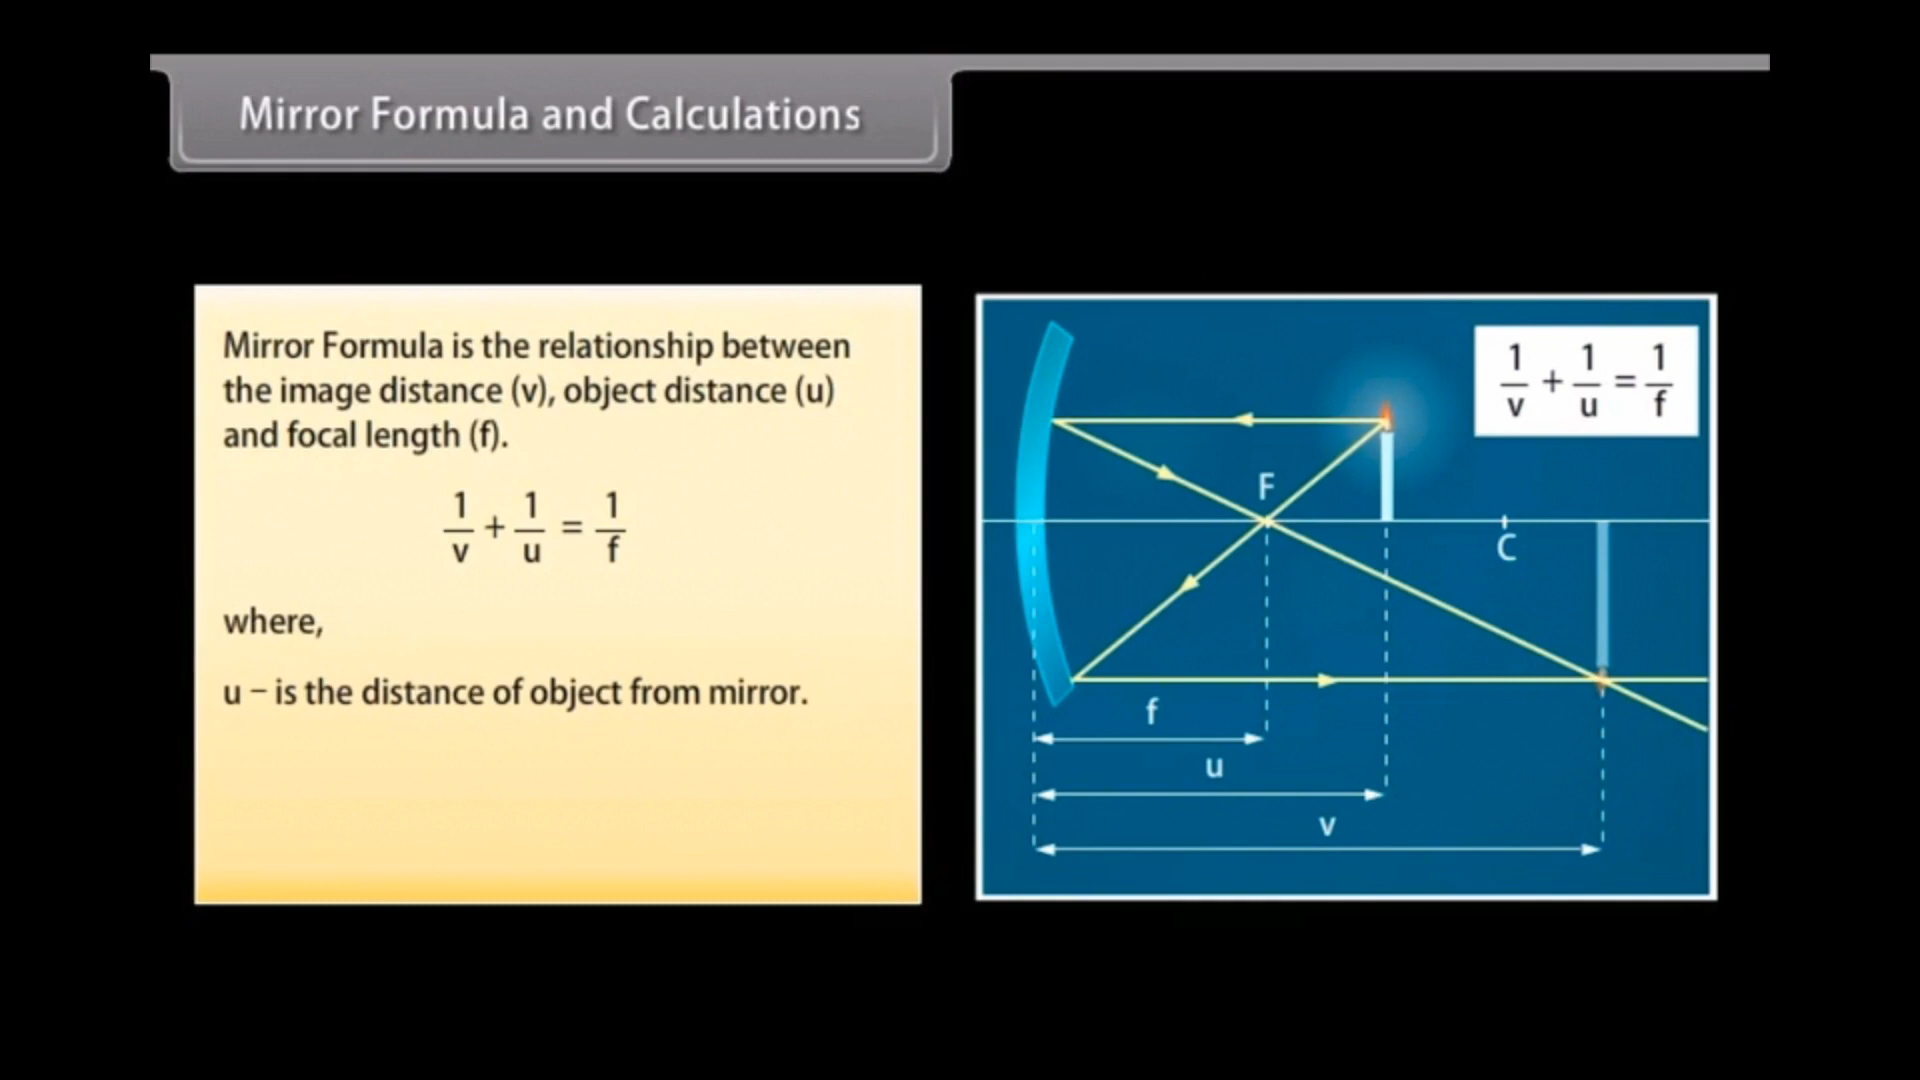 Mirror Formula and Calculations
Mirror Formula is the relationship between
the image distance (v), object distance (u)
and focal length (f).
1/v + 1/u = 1/f
where,
u – is the distance of object from mirror.
1/v + 1/u = 1/f
F
C
f
u
v